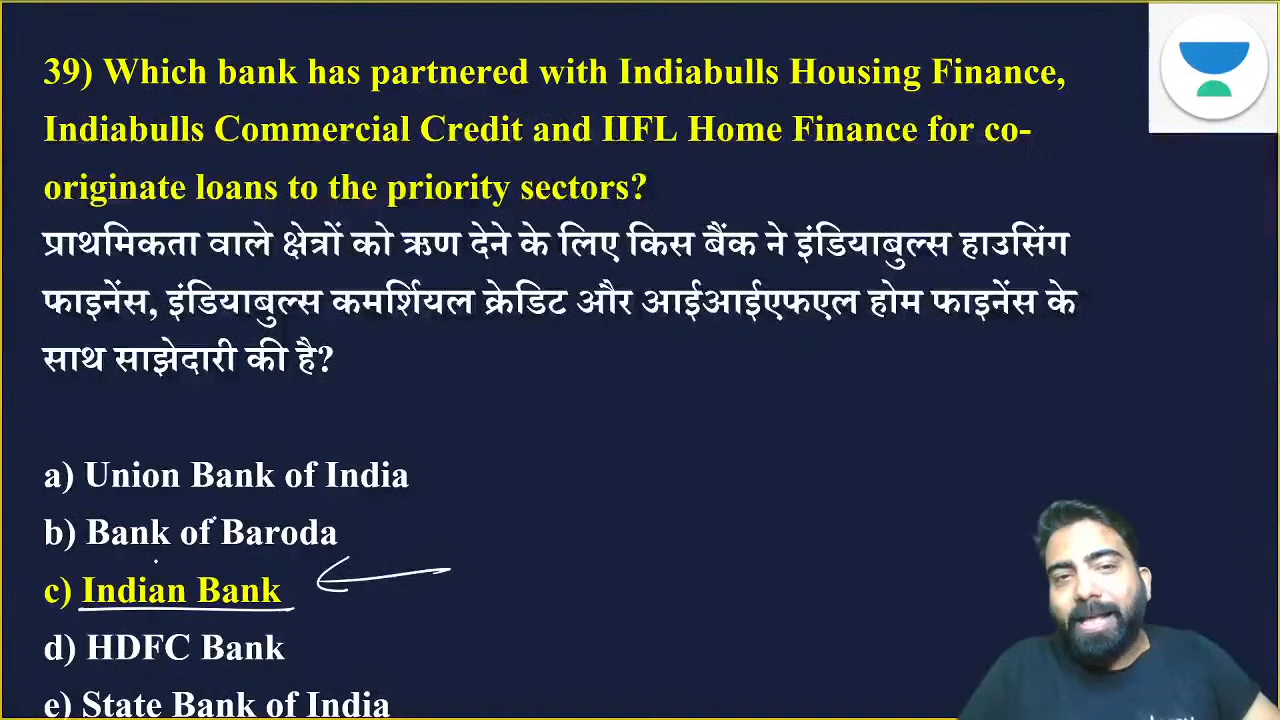 39) Which bank has partnered with Indiabulls Housing Finance,
Indiabulls Commercial Credit and IIFL Home Finance for co-
originate loans to the priority sectors?
प्राथमिकता वाले क्षेत्रों को ऋण देने के लिए किस बैंक ने इंडियाबुल्स हाउसिंग
फाइनेंस, इंडियाबुल्स कमर्शियल क्रेडिट और आईआईएफएल होम फाइनेंस के
साथ साझेदारी की है?
a) Union Bank of India
b) Bank of Baroda
c) Indian Bank
d) HDFC Bank
e) State Bank of India